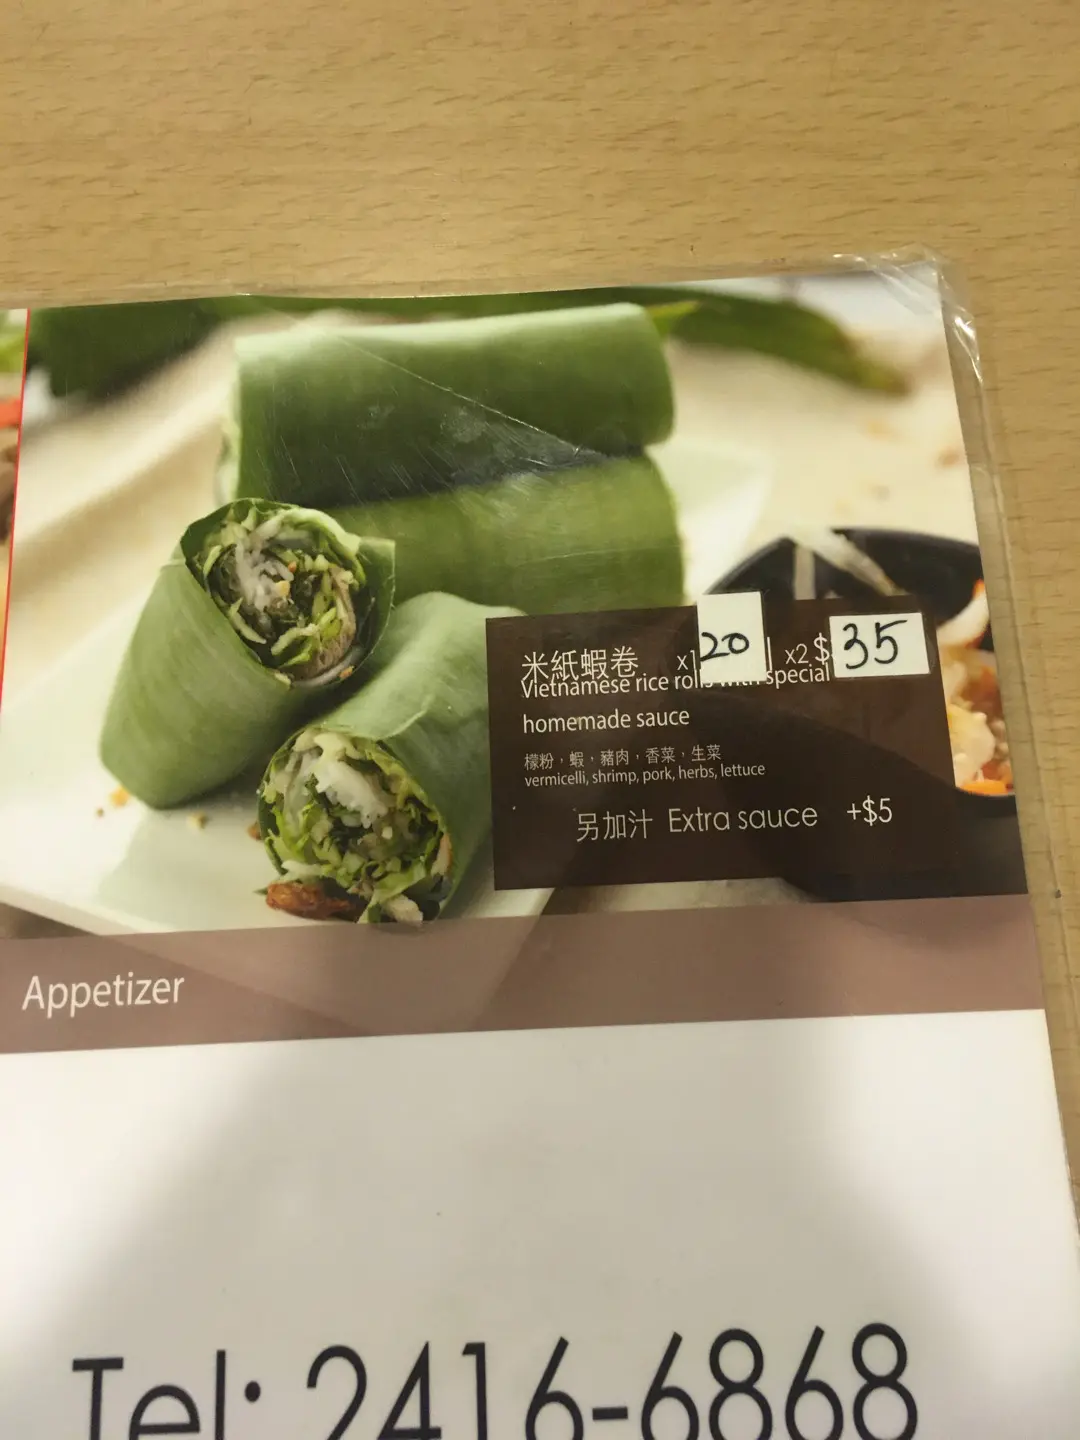 米紙蝦卷 x1 20 x2 $35
Vietnamese rice rolls with special
homemade sauce
檬粉，蝦，豬肉，香菜，生菜
vermicelli, shrimp, pork, herbs, lettuce
另加汁 Extra sauce +$5
Appetizer
Tel: 2416-6868